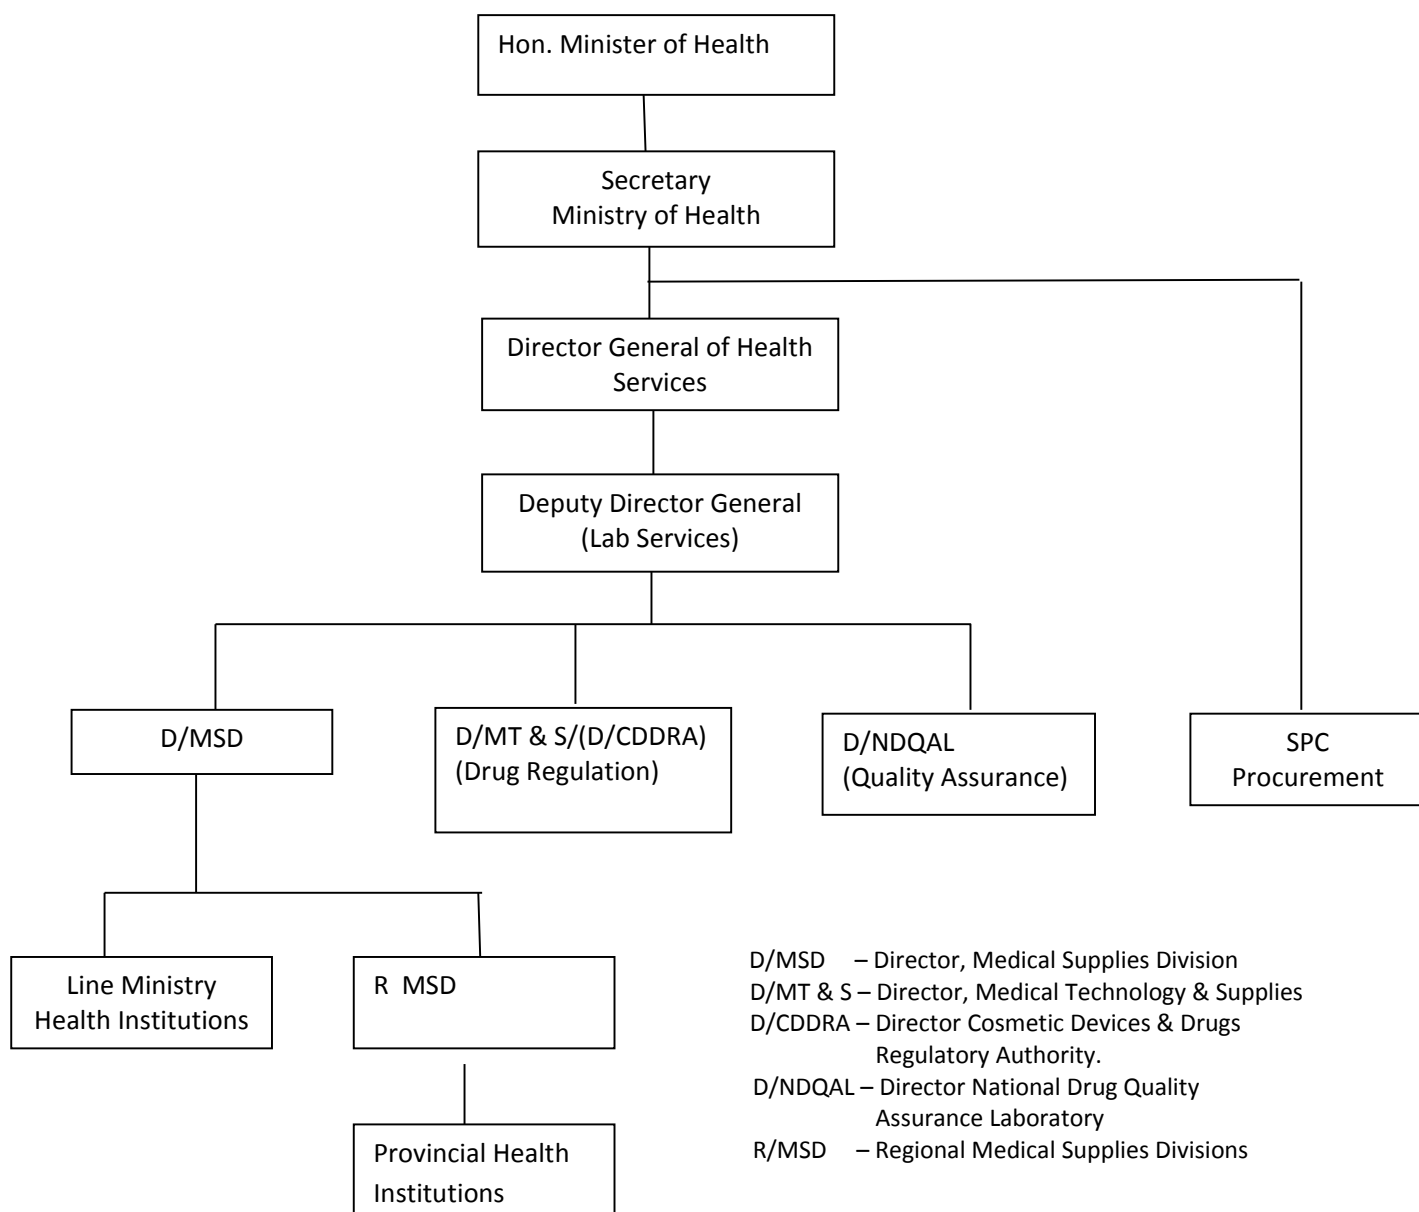 Hon. Minister of Health
Secretary
Ministry of Health
Director General of Health
Services
Deputy Director General
(Lab Services)
D/MSD
D/MT & S/(D/CDDRA)
(Drug Regulation)
D/NDQAL
(Quality Assurance)
SPC
Procurement
Line Ministry
Health Institutions
R MSD
Provincial Health
Institutions
D/MSD – Director, Medical Supplies Division
D/MT & S – Director, Medical Technology & Supplies
D/CDDRA – Director Cosmetic Devices & Drugs
Regulatory Authority.
D/NDQAL – Director National Drug Quality
Assurance Laboratory
R/MSD – Regional Medical Supplies Divisions